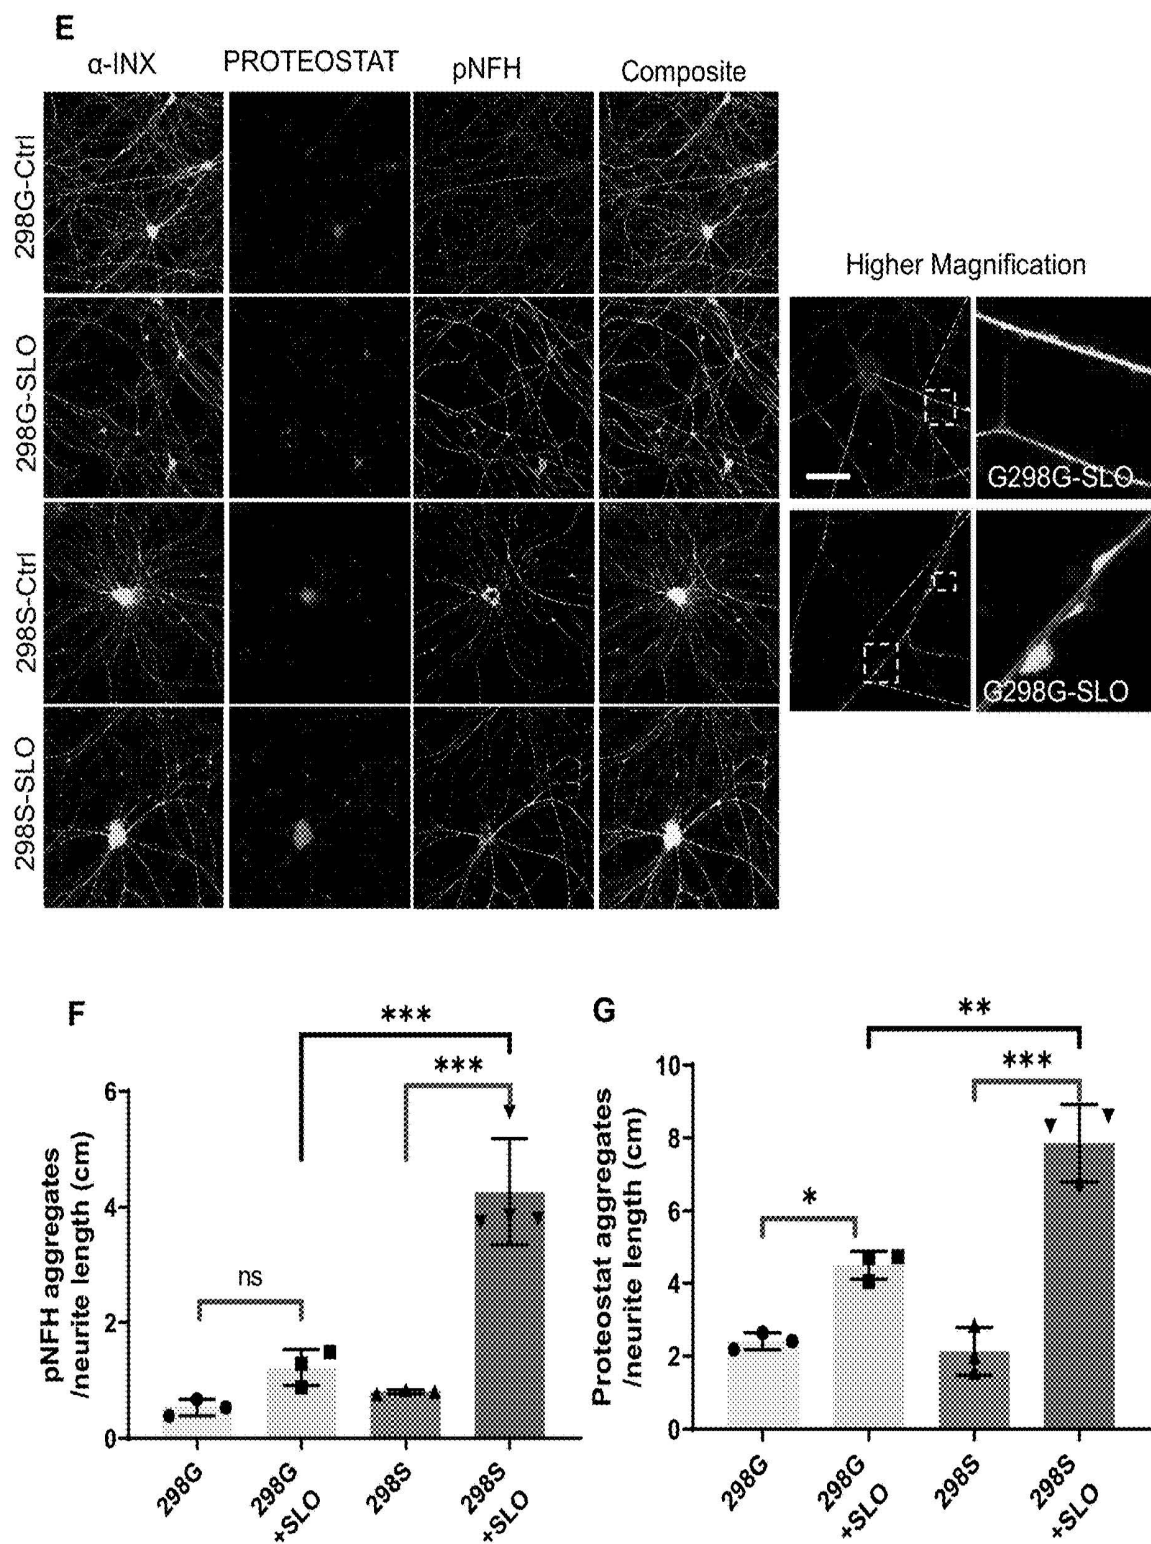 E
α-INX PROTEOSTAT pNFH Composite
298G-Ctrl
298G-SLO
298S-Ctrl
298S-SLO
Higher Magnification
G298G-SLO
G298G-SLO
F
***
***
ns
pNFH aggregates
/neurite length (cm)
6
4
2
0
298G
298G
+SLO
298S
298S
+SLO
G
**
***
*
Proteostat aggregates
/neurite length (cm)
10
8
6
4
2
0
298G
298G
+SLO
298S
298S
+SLO